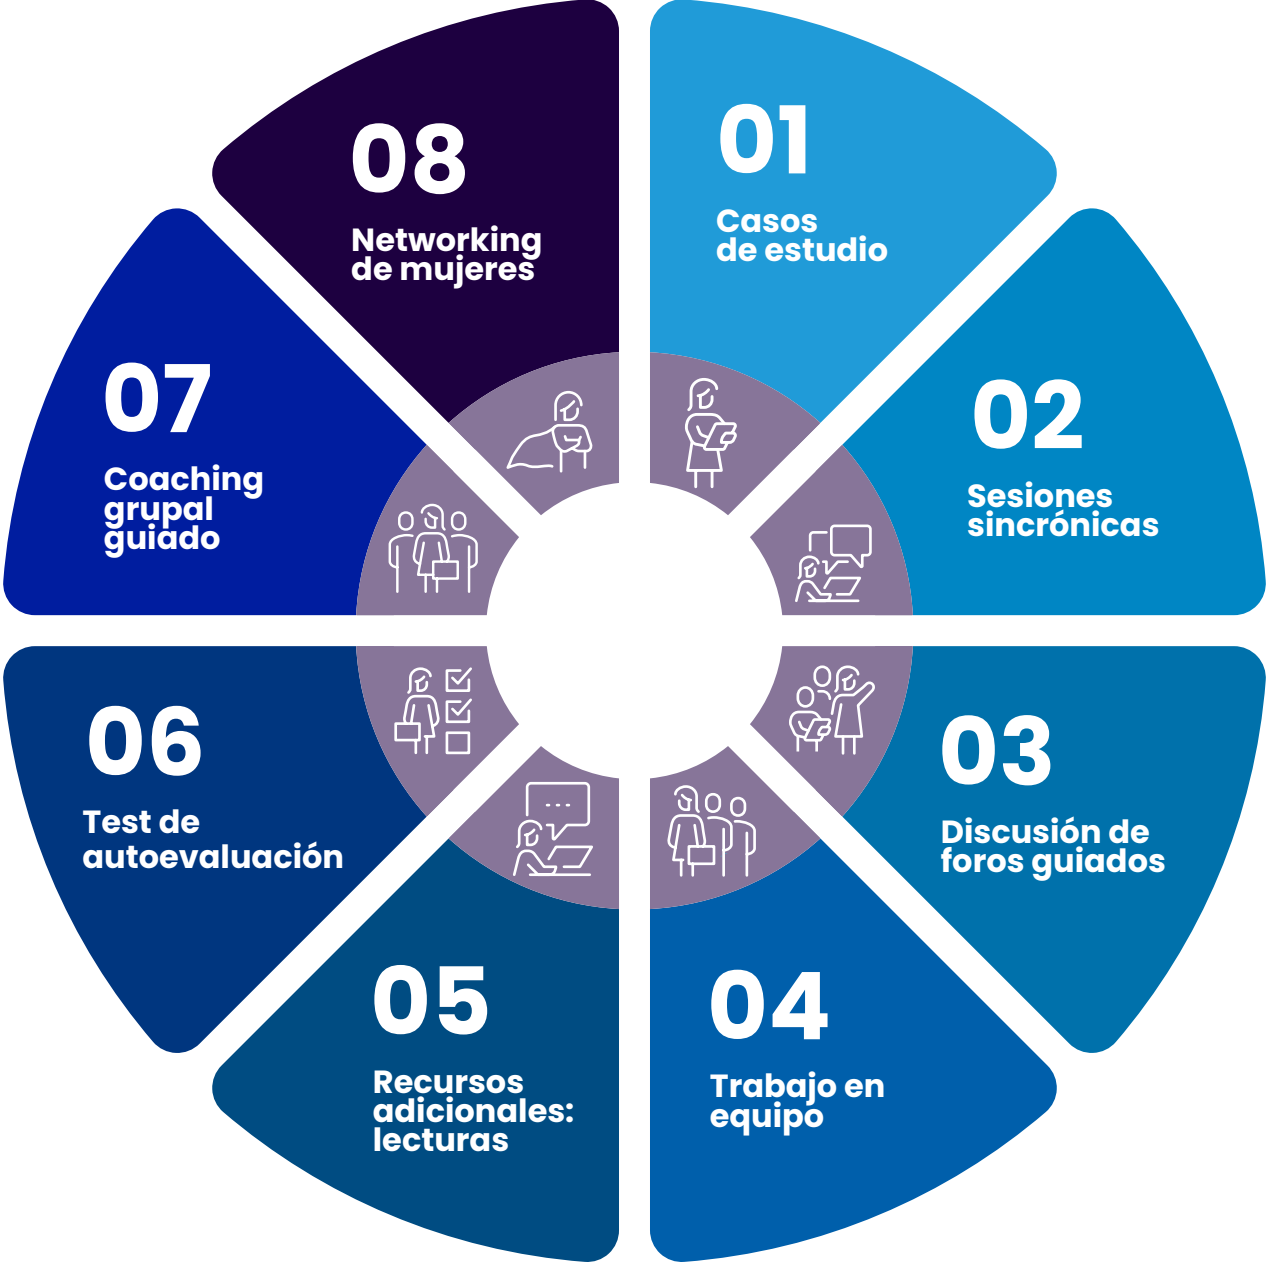 01
Casos
de estudio
02
Sesiones
sincrónicas
03
Discusión de
foros guiados
04
Trabajo en
equipo
05
Recursos
adicionales:
lecturas
06
Test de
autoevaluación
07
Coaching
grupal
guiado
08
Networking
de mujeres